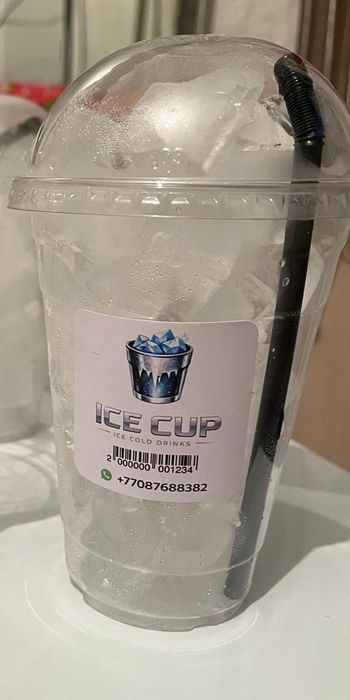 ICE CUP
ICE COLD DRINKS
2 000000 001234
+77087688382